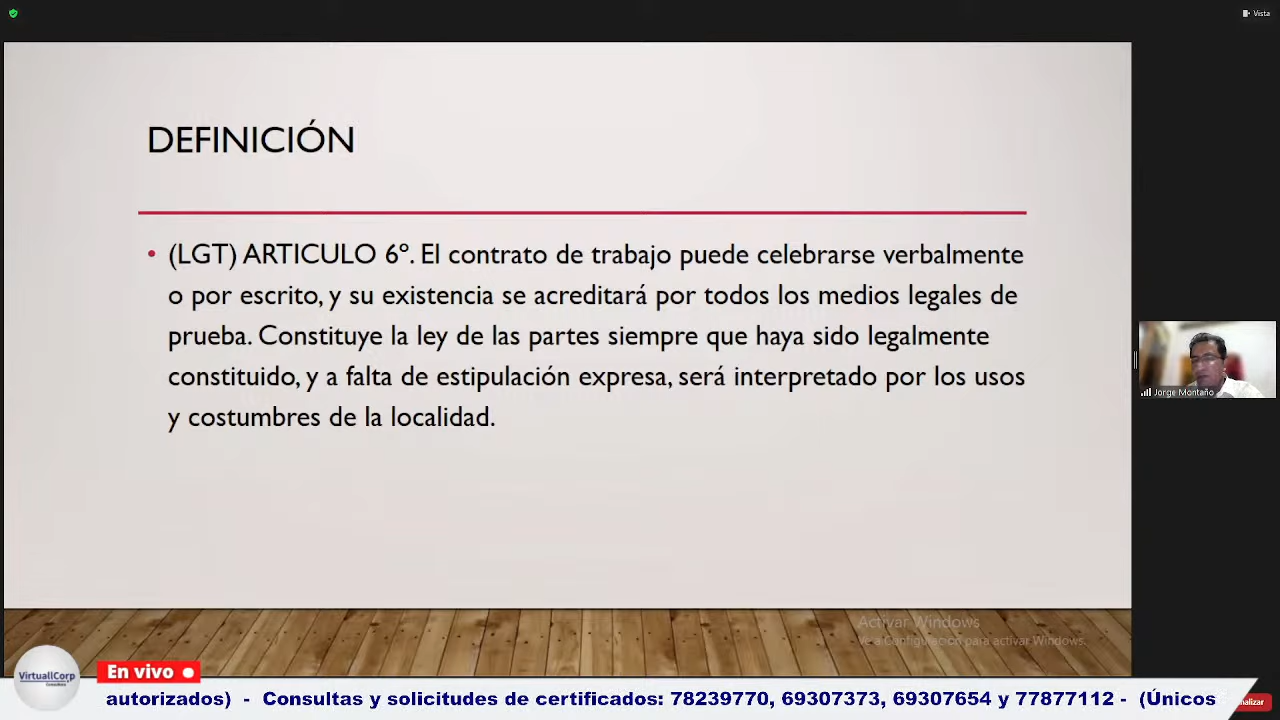 Vista
DEFINICIÓN
• (LGT) ARTICULO 6º. El contrato de trabajo puede celebrarse verbalmente
o por escrito, y su existencia se acreditará por todos los medios legales de
prueba. Constituye la ley de las partes siempre que haya sido legalmente
constituido, y a falta de estipulación expresa, será interpretado por los usos
y costumbres de la localidad.
Jorge Montaño
Activar Windows
Ve a Configuración para activar Windows.
VirtuallCorp
En vivo
autorizados) - Consultas y solicitudes de certificados: 78239770, 69307373, 69307654 y 77877112 - (Únicos